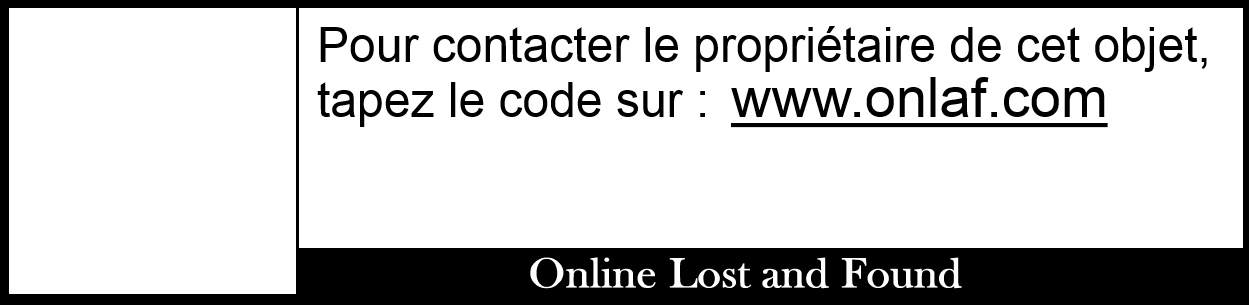 Pour contacter le propriétaire de cet objet,
tapez le code sur : www.onlaf.com
Online Lost and Found